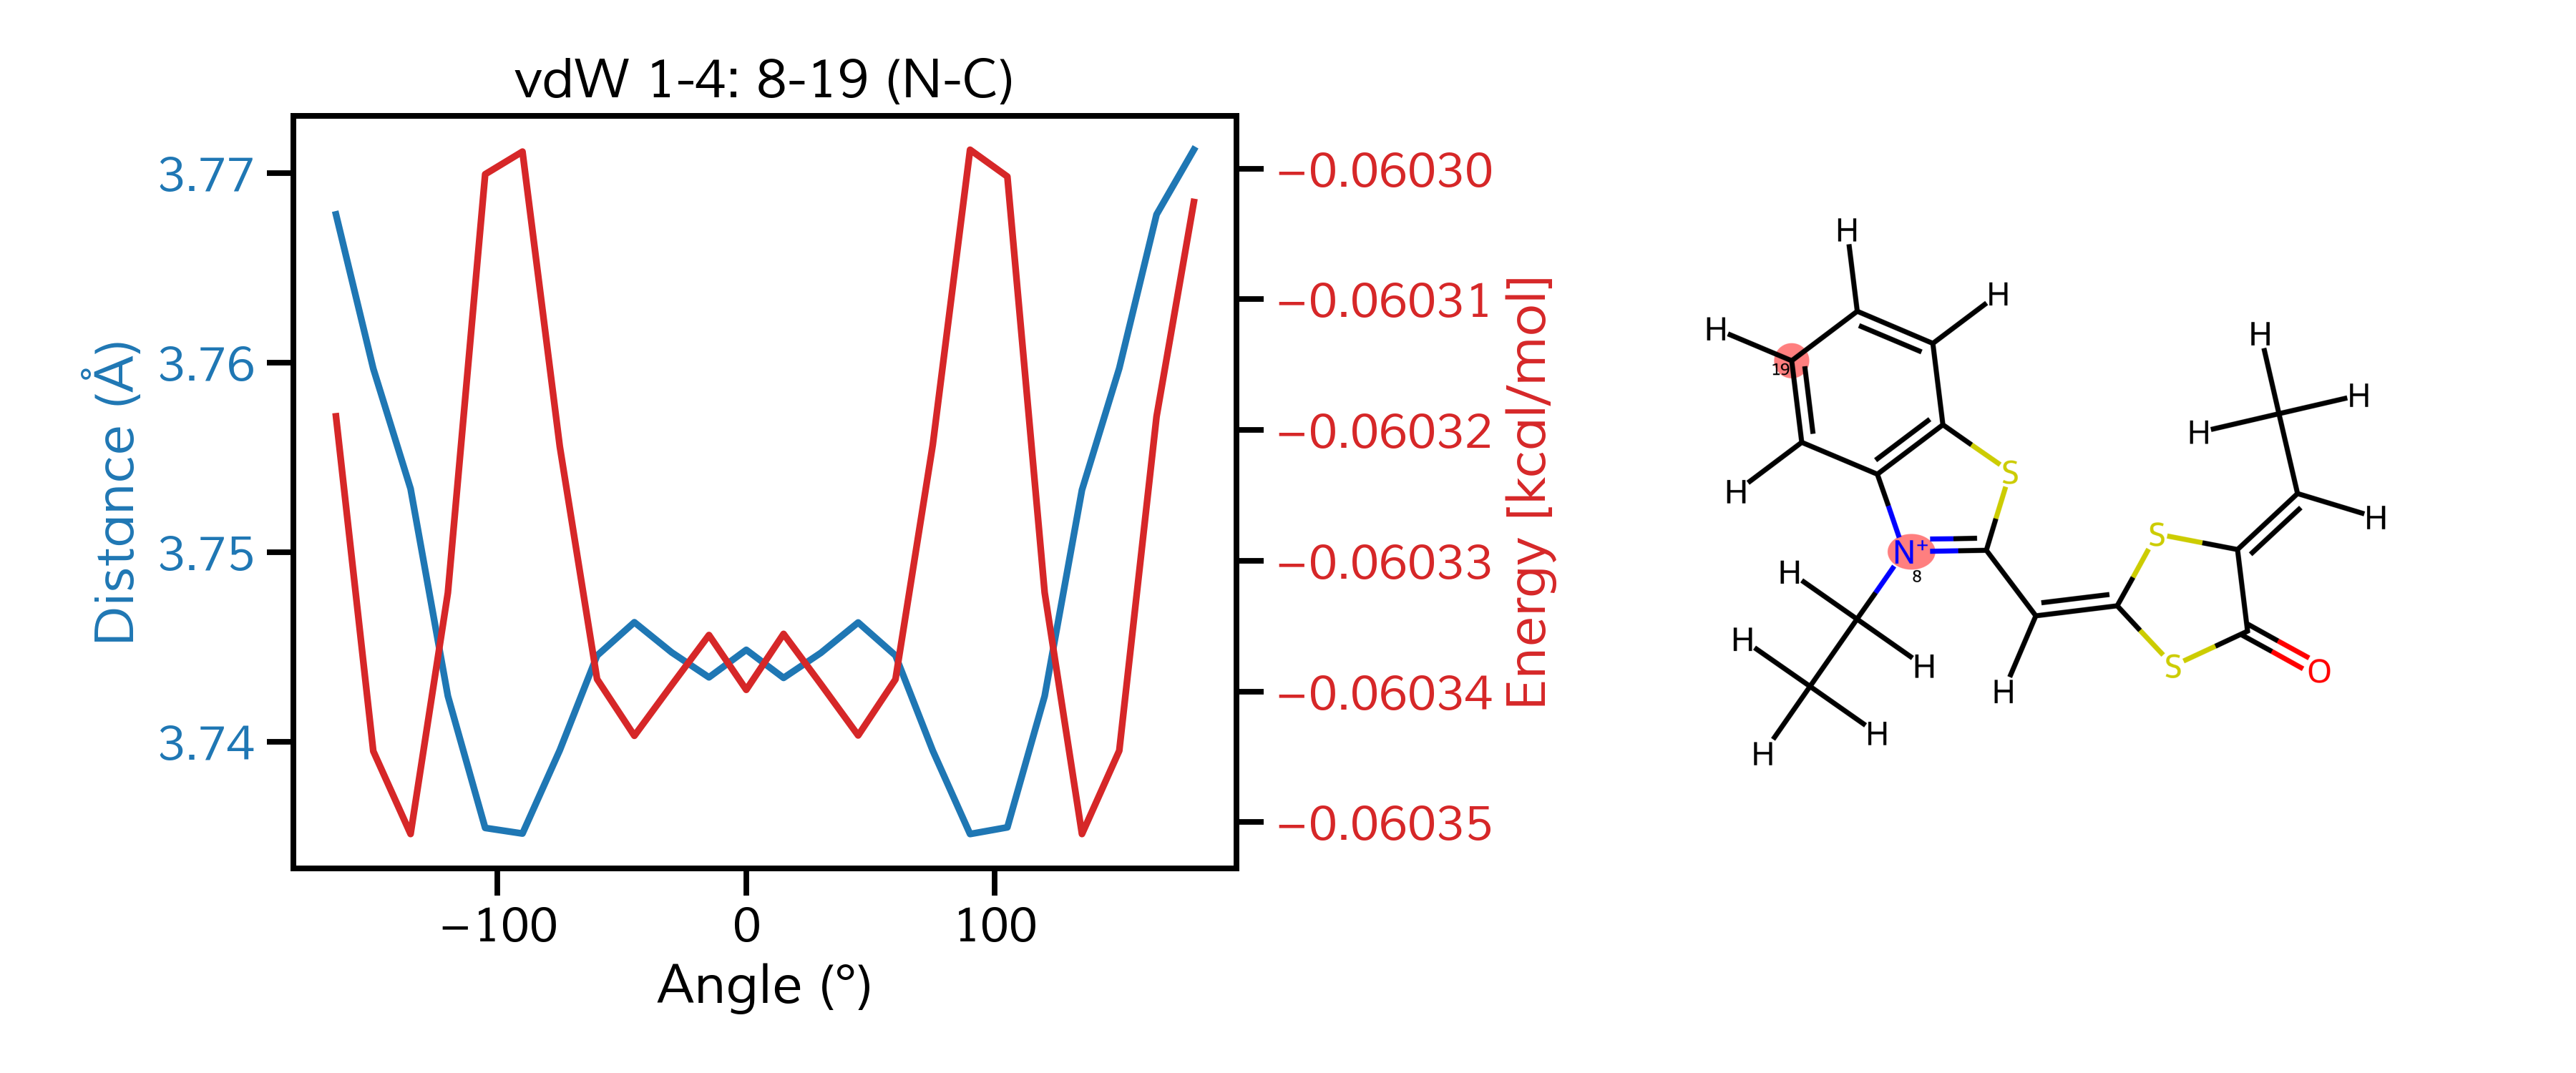 vdW 1-4: 8-19 (N-C)
3.77
3.76
3.75
3.74
Distance (Å)
−0.06030
−0.06031
−0.06032
−0.06033
−0.06034
−0.06035
Energy [kcal/mol]
−100
0
100
Angle (°)
H
H
H
H
H
H
19
H
S
H
S
H
N+
8
H
H
H
S
O
H
H
H